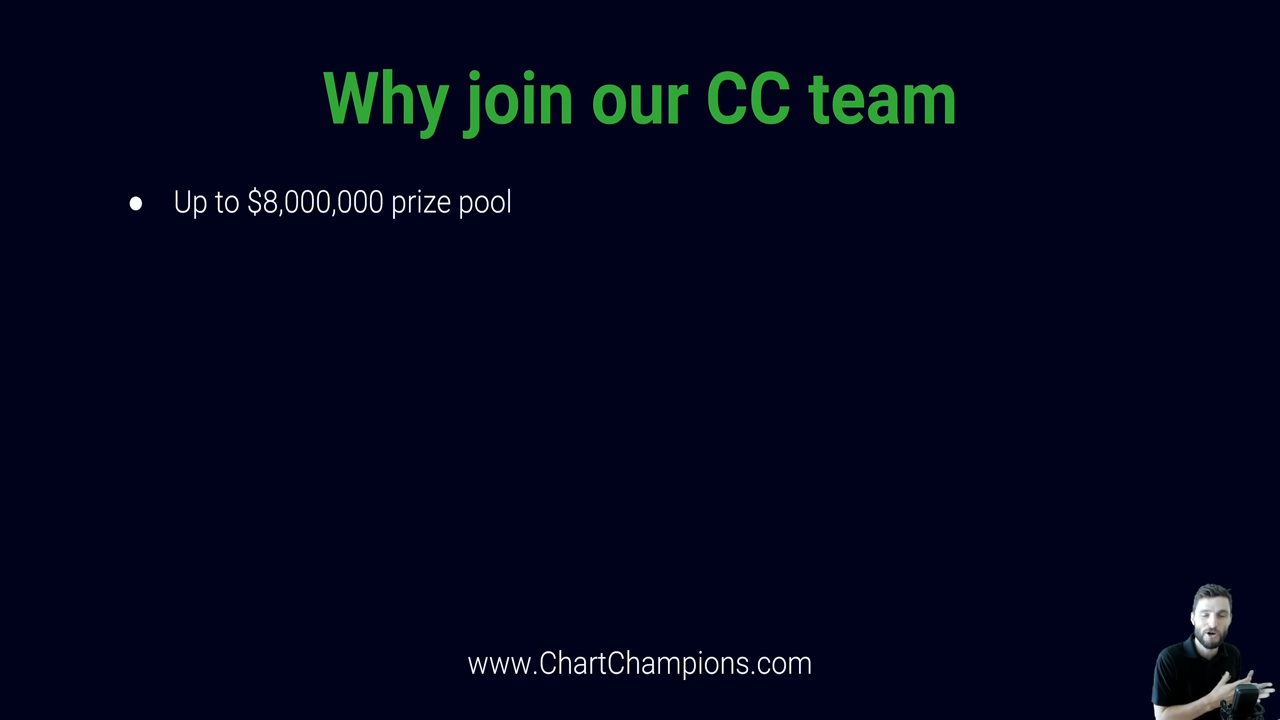 Why join our CC team
● Up to $8,000,000 prize pool
www.ChartChampions.com